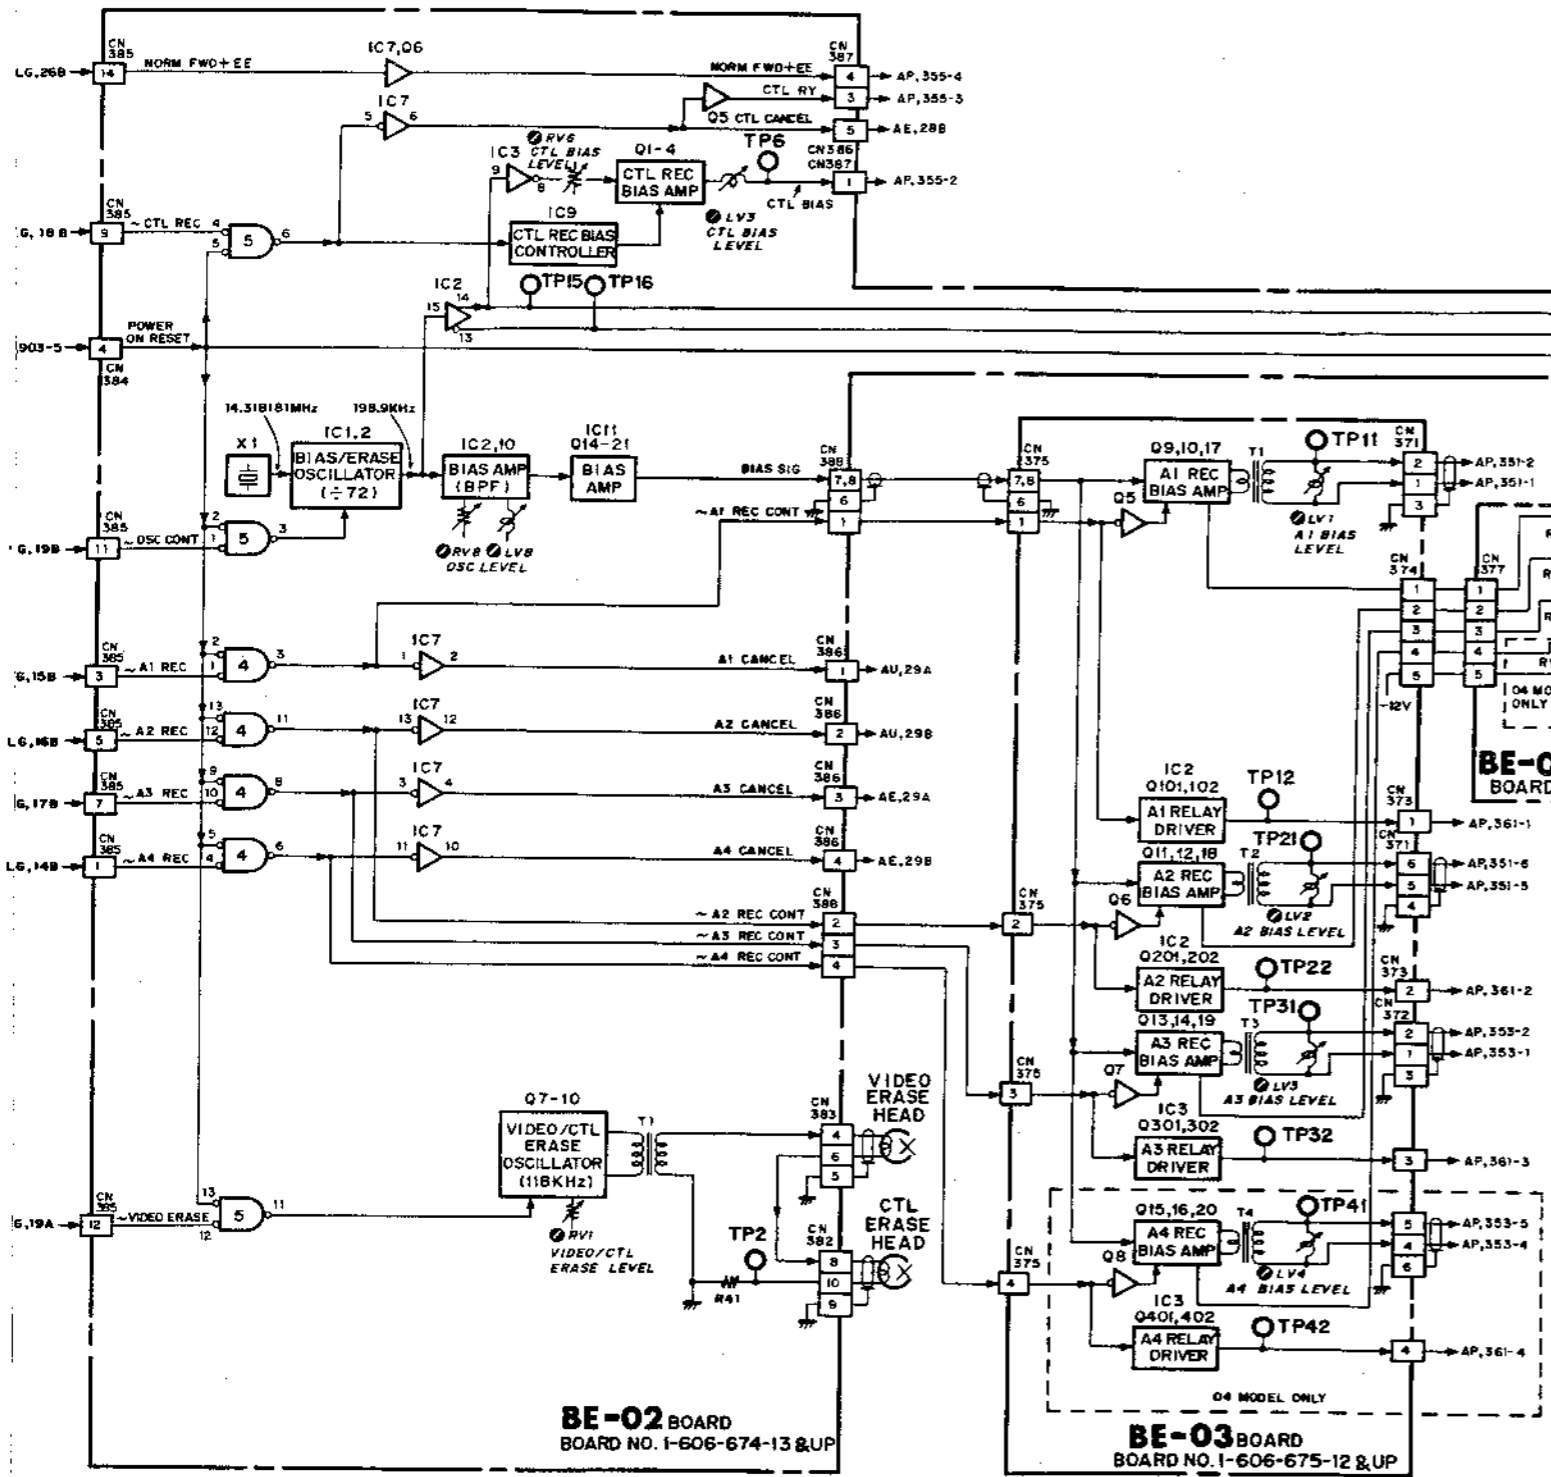 CN
385
LG,26B
14
NORM FWD+EE
IC7,Q6
NORM FWD+EE
CN
387
4
AP,355-4
CTL RY
3
AP,355-3
IC7
5
6
Q5 CTL CANCEL
5
AE,28B
CN386
CN387
RV6
CTL BIAS
LEVEL
IC3
9
8
Q1-4
CTL REC
BIAS AMP
TP6
CTL BIAS
1
AP,355-2
LV3
CTL BIAS
LEVEL
CN
385
G,18B
9
~CTL REC
4
5
5
6
IC9
CTL REC BIAS
CONTROLLER
IC2
15
14
13
TP15
TP16
903-5
4
POWER
ON RESET
CN
384
14.318181MHz
198.9KHz
X1
IC1,2
BIAS/ERASE
OSCILLATOR
(÷72)
IC2,10
BIAS AMP
(BPF)
IC11
Q14-21
BIAS
AMP
BIAS SIG
CN
388
7,8
6
1
~A1 REC CONT
RV8
LV8
OSC LEVEL
CN
385
G,19B
11
~OSC CONT
2
1
5
3
CN
375
7,8
6
1
Q9,10,17
A1 REC
BIAS AMP
Q5
T1
TP11
CN
371
2
AP,351-2
1
AP,351-1
3
LV1
A1 BIAS
LEVEL
CN
374
1
2
3
4
5
-12V
CN
377
1
2
3
4
5
04 MO
ONLY
BE-0
BOARD
CN
385
G,15B
3
~A1 REC
2
1
4
3
IC7
1
2
A1 CANCEL
CN
386
1
AU,29A
CN
385
LG,16B
5
~A2 REC
13
12
4
11
IC7
13
12
A2 CANCEL
CN
386
2
AU,29B
CN
385
G,17B
7
~A3 REC
9
10
4
8
IC7
3
4
A3 CANCEL
CN
386
3
AE,29A
LG,14B
1
~A4 REC
5
4
4
6
IC7
11
10
A4 CANCEL
CN
386
4
AE,29B
CN
388
~A2 REC CONT
2
~A3 REC CONT
3
~A4 REC CONT
4
IC2
Q101,102
A1 RELAY
DRIVER
TP12
CN
373
1
AP,361-1
Q11,12,18
A2 REC
BIAS AMP
T2
TP21
CN
371
6
AP,351-6
5
AP,351-5
4
LV2
A2 BIAS LEVEL
CN
375
2
Q6
IC2
Q201,202
A2 RELAY
DRIVER
TP22
CN
373
2
AP,361-2
Q13,14,19
A3 REC
BIAS AMP
T3
TP31
CN
372
2
AP,353-2
1
AP,353-1
3
LV3
A3 BIAS LEVEL
CN
375
3
Q7
IC3
Q301,302
A3 RELAY
DRIVER
TP32
3
AP,361-3
Q7-10
VIDEO/CTL
ERASE
OSCILLATOR
(118KHz)
T1
CN
383
4
6
5
VIDEO
ERASE
HEAD
CN
385
G,19A
12
~VIDEO ERASE
13
12
5
11
RV1
VIDEO/CTL
ERASE LEVEL
TP2
R41
CN
382
8
10
9
CTL
ERASE
HEAD
Q15,16,20
A4 REC
BIAS AMP
T4
TP41
5
AP,353-5
4
AP,353-4
6
LV4
A4 BIAS LEVEL
CN
375
4
Q8
IC3
Q401,402
A4 RELAY
DRIVER
TP42
4
AP,361-4
04 MODEL ONLY
BE-02 BOARD
BOARD NO. 1-606-674-13 &UP
BE-03 BOARD
BOARD NO. 1-606-675-12 &UP